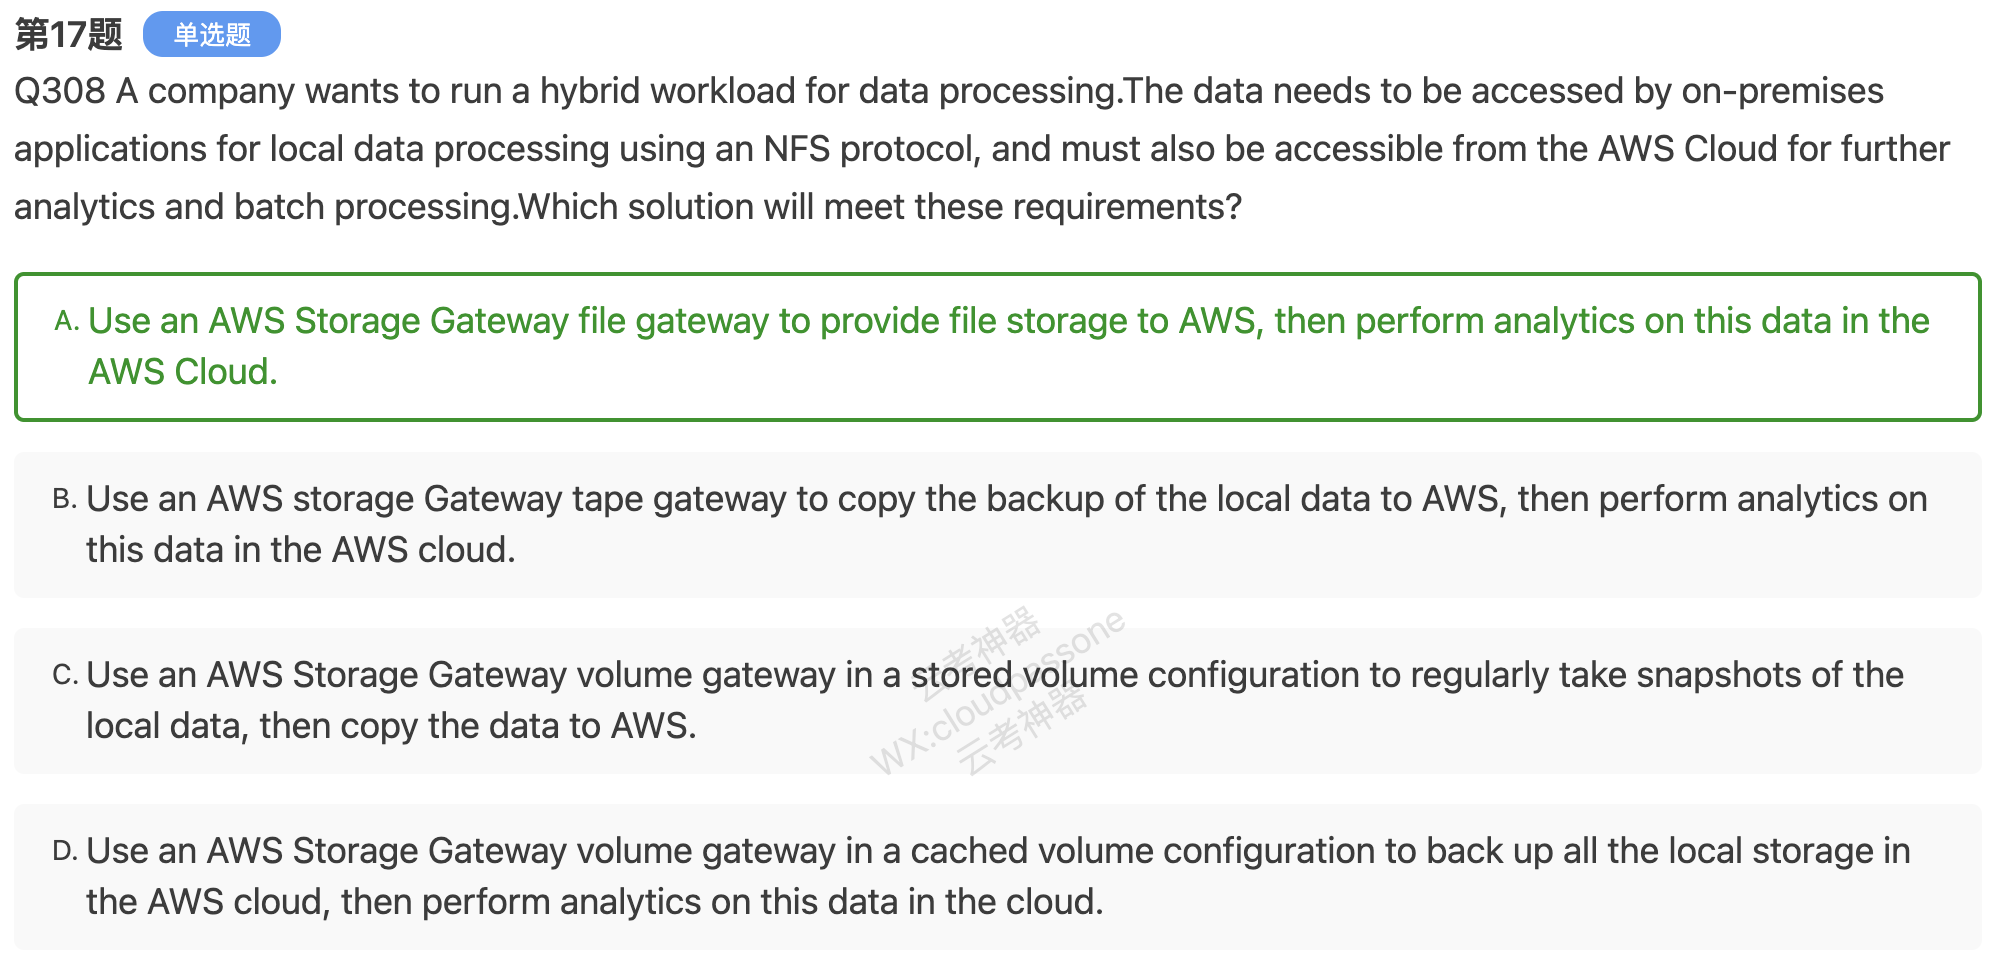 第17题 单选题
Q308 A company wants to run a hybrid workload for data processing.The data needs to be accessed by on-premises
applications for local data processing using an NFS protocol, and must also be accessible from the AWS Cloud for further
analytics and batch processing.Which solution will meet these requirements?
A. Use an AWS Storage Gateway file gateway to provide file storage to AWS, then perform analytics on this data in the
AWS Cloud.
B. Use an AWS storage Gateway tape gateway to copy the backup of the local data to AWS, then perform analytics on
this data in the AWS cloud.
C. Use an AWS Storage Gateway volume gateway in a stored volume configuration to regularly take snapshots of the
local data, then copy the data to AWS.
D. Use an AWS Storage Gateway volume gateway in a cached volume configuration to back up all the local storage in
the AWS cloud, then perform analytics on this data in the cloud.
云考神器
WX:cloudpassone
云考神器